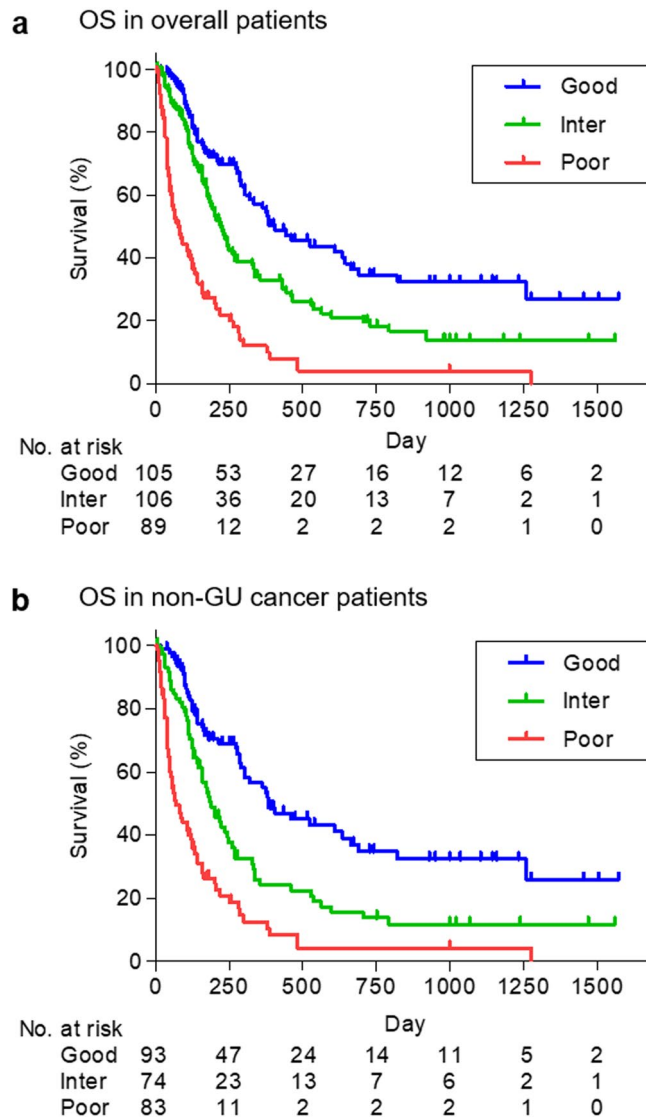 a OS in overall patients
100
80
60
40
20
0
Survival (%)
Good
Inter
Poor
0 250 500 750 1000 1250 1500
Day
No. at risk
Good 105 53 27 16 12 6 2
Inter 106 36 20 13 7 2 1
Poor 89 12 2 2 2 1 0
b OS in non-GU cancer patients
100
80
60
40
20
0
Survival (%)
Good
Inter
Poor
0 250 500 750 1000 1250 1500
Day
No. at risk
Good 93 47 24 14 11 5 2
Inter 74 23 13 7 6 2 1
Poor 83 11 2 2 2 1 0